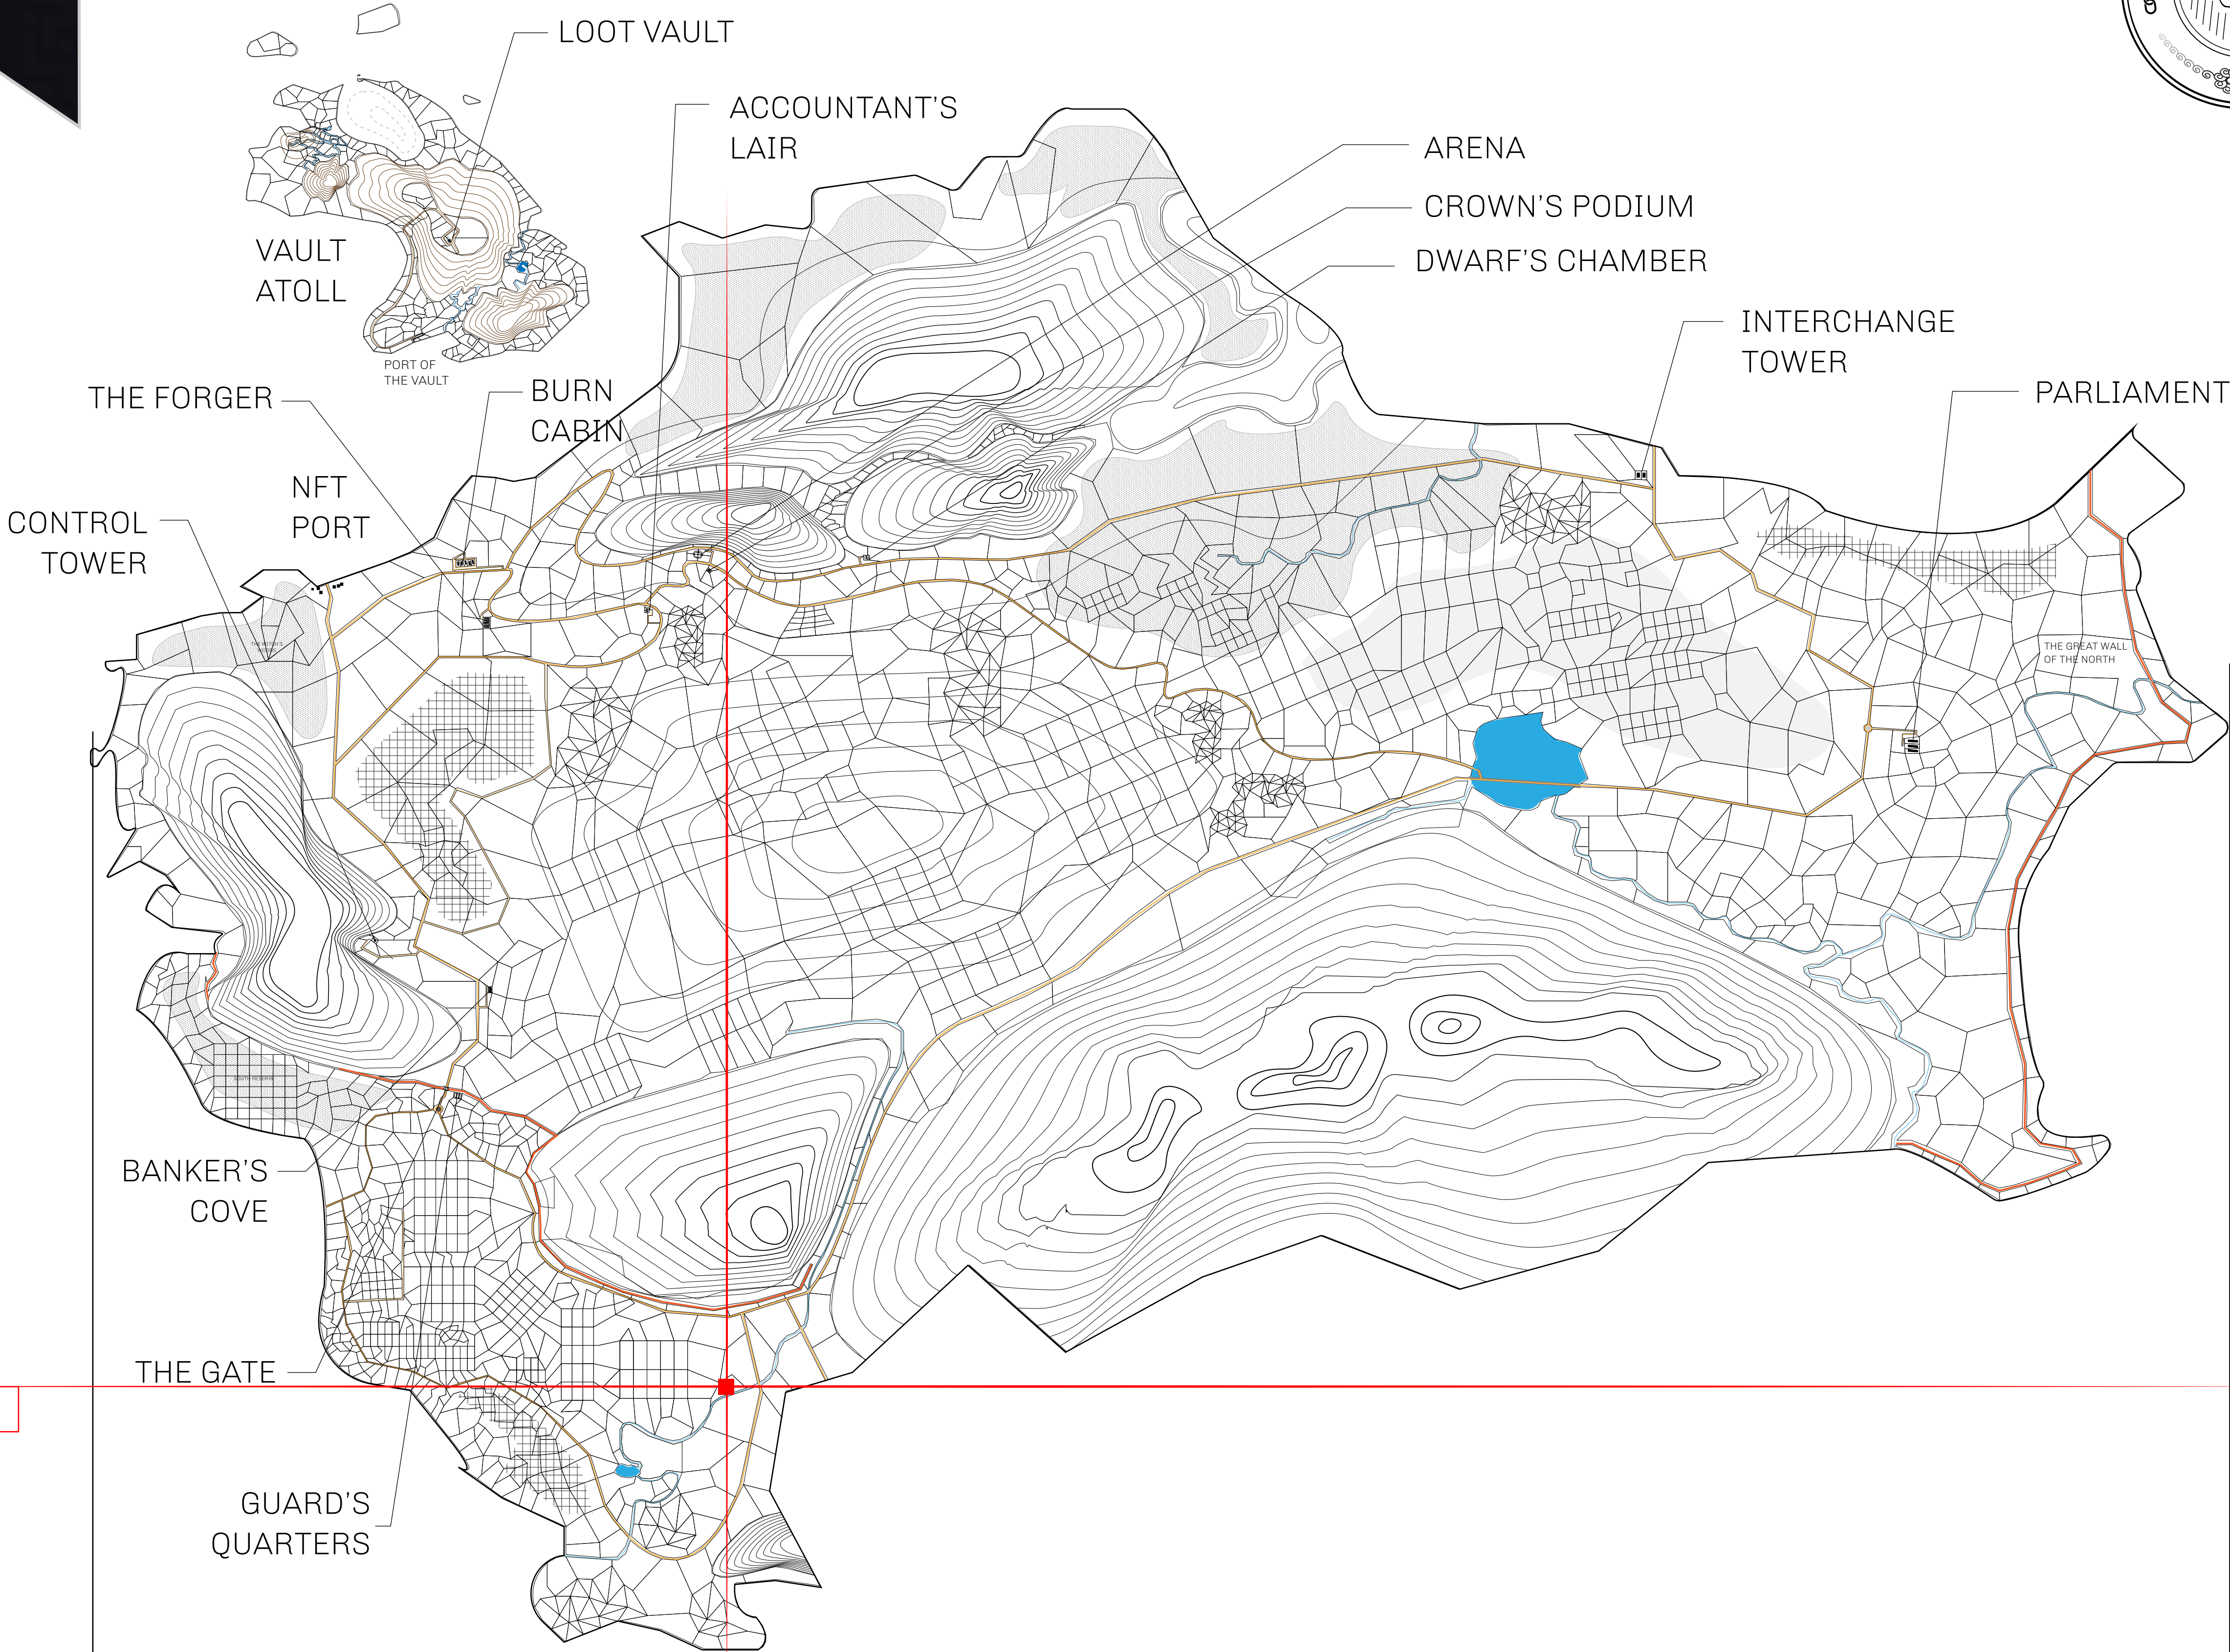 LOOT VAULT
ACCOUNTANT'S
LAIR
ARENA
CROWN'S PODIUM
DWARF'S CHAMBER
VAULT
ATOLL
INTERCHANGE
TOWER
PORT OF
THE VAULT
THE FORGER
BURN
CABIN
PARLIAMENT
NFT
PORT
CONTROL
TOWER
THE GREAT WALL
OF THE NORTH
SOUTH RESERVE
BANKER'S
COVE
THE GATE
GUARD'S
QUARTERS